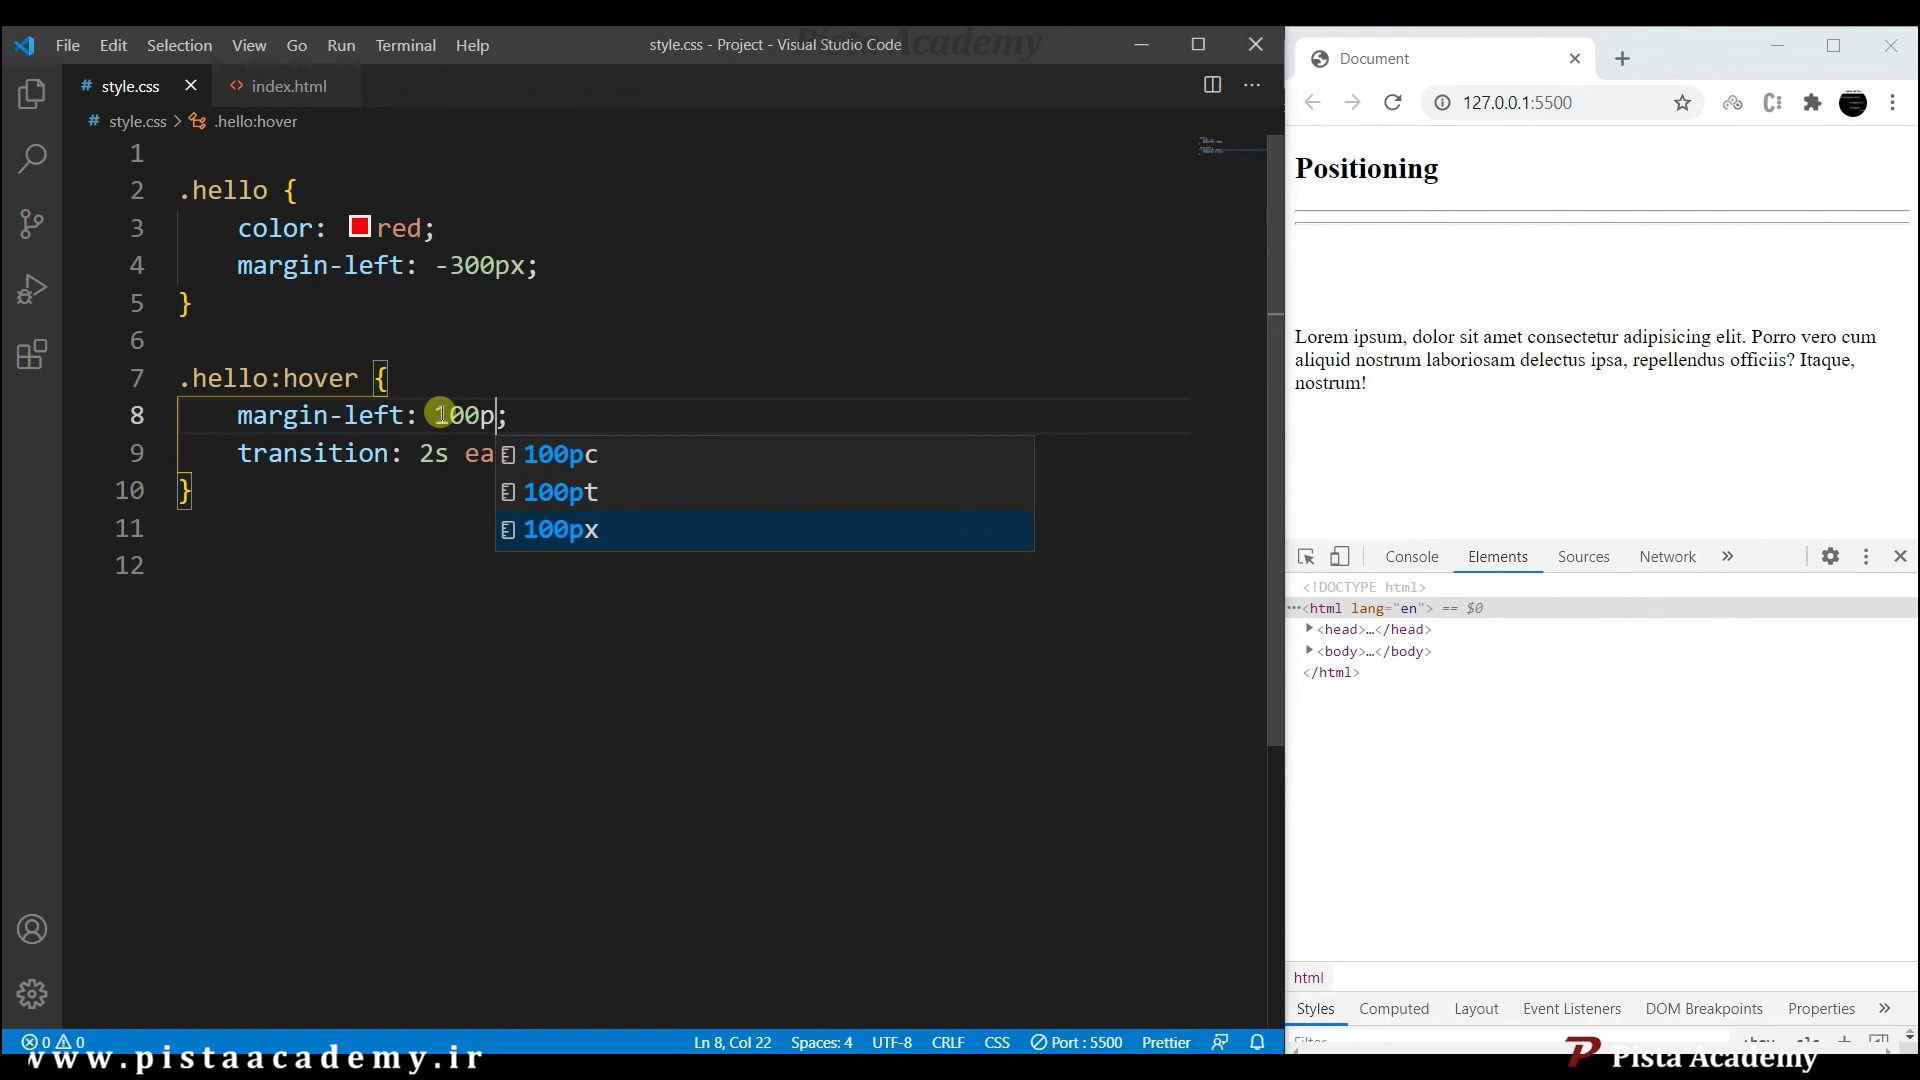 File Edit Selection View Go Run Terminal Help
style.css - Project - Visual Studio Code
Pista Academy
# style.css
<> index.html
# style.css > .hello:hover
1
2 .hello {
3 color: red;
4 margin-left: -300px;
5 }
6
7 .hello:hover {
8 margin-left: 100p;
9 transition: 2s ea
10 }
11
12
100pc
100pt
100px
0 0
Ln 8, Col 22 Spaces: 4 UTF-8 CRLF CSS Port : 5500 Prettier
www.pistaacademy.ir
Document
127.0.0.1:5500
Positioning
Lorem ipsum, dolor sit amet consectetur adipisicing elit. Porro vero cum
aliquid nostrum laboriosam delectus ipsa, repellendus officiis? Itaque,
nostrum!
Console Elements Sources Network »
<!DOCTYPE html>
···<html lang="en"> == $0
<head>…</head>
<body>…</body>
</html>
html
Styles Computed Layout Event Listeners DOM Breakpoints Properties »
Filter :hov .cls +
Pista Academy